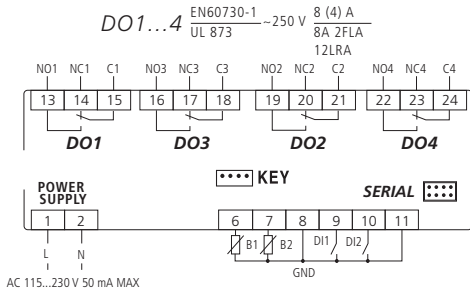 DO1...4 EN60730-1 ~250 V 8 (4) A
UL 873 8A 2FLA
12LRA
NO1 NC1 C1 NO3 NC3 C3 NO2 NC2 C2 NO4 NC4 C4
13 14 15 16 17 18 19 20 21 22 23 24
DO1 DO3 DO2 DO4
POWER
SUPPLY
KEY
SERIAL
1 2 6 7 8 9 10 11
L N B1 B2 DI1 DI2
GND
AC 115...230 V 50 mA MAX